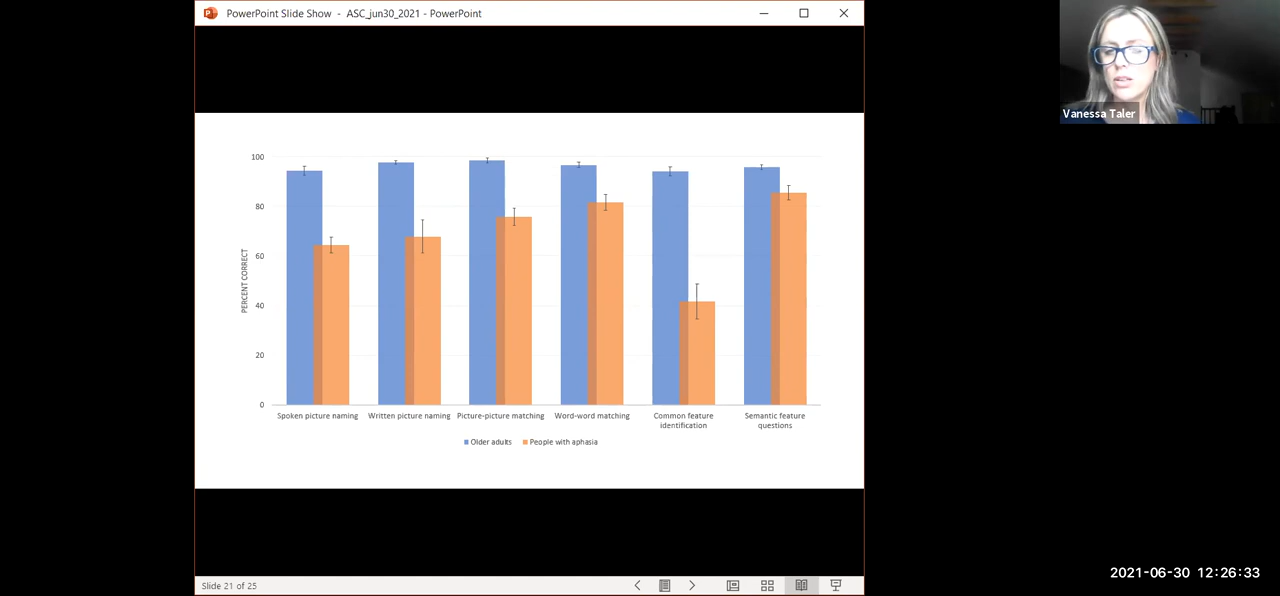 PowerPoint Slide Show - ASC_jun30_2021 - PowerPoint
Vanessa Taler
100
80
60
40
20
0
PERCENT CORRECT
Spoken picture naming
Written picture naming
Picture-picture matching
Word-word matching
Common feature
identification
Semantic feature
questions
Older adults
People with aphasia
2021-06-30 12:26:33
Slide 21 of 25